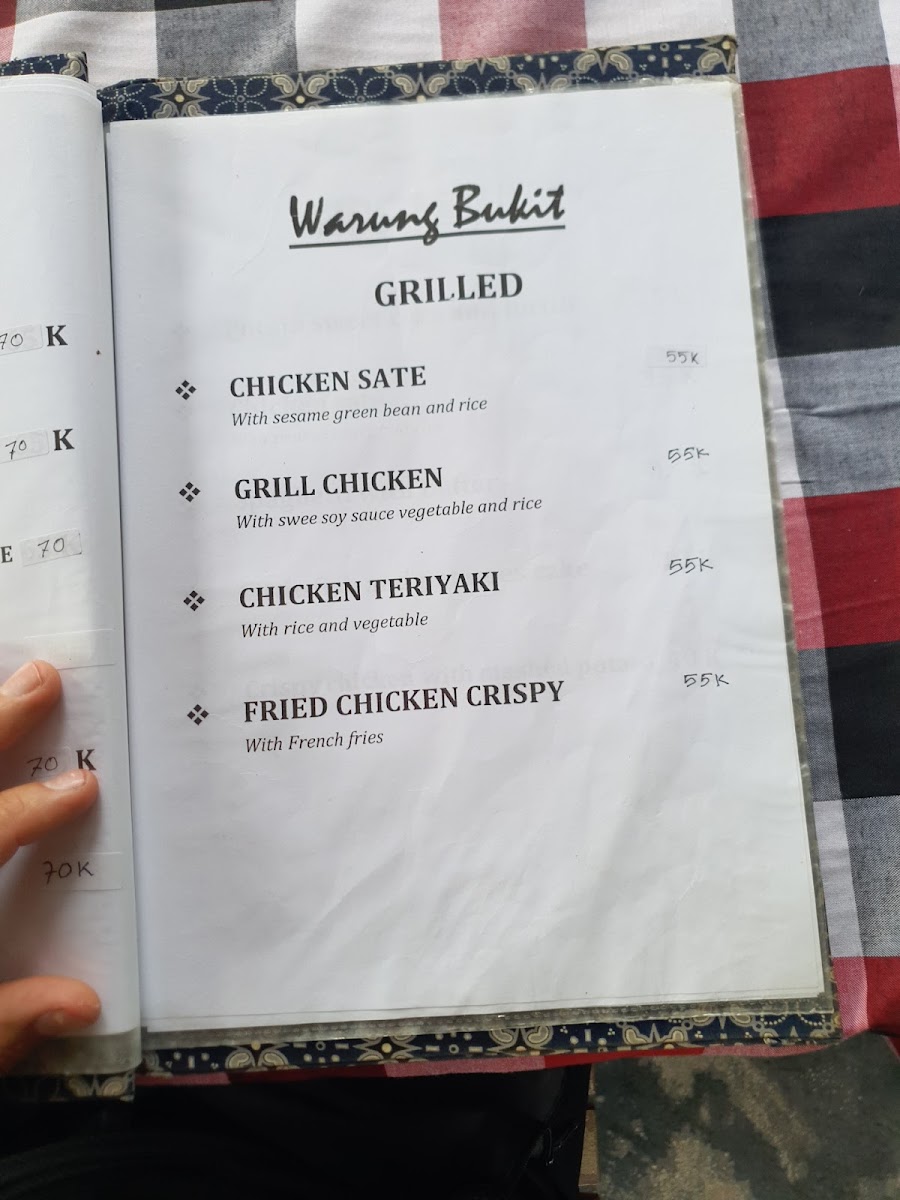 70 K
70 K
E 70
70 K
70K
Warung Bukit
GRILLED
CHICKEN SATE 55K
With sesame green bean and rice
GRILL CHICKEN 55K
With swee soy sauce vegetable and rice
CHICKEN TERIYAKI 55K
With rice and vegetable
FRIED CHICKEN CRISPY 55K
With French fries